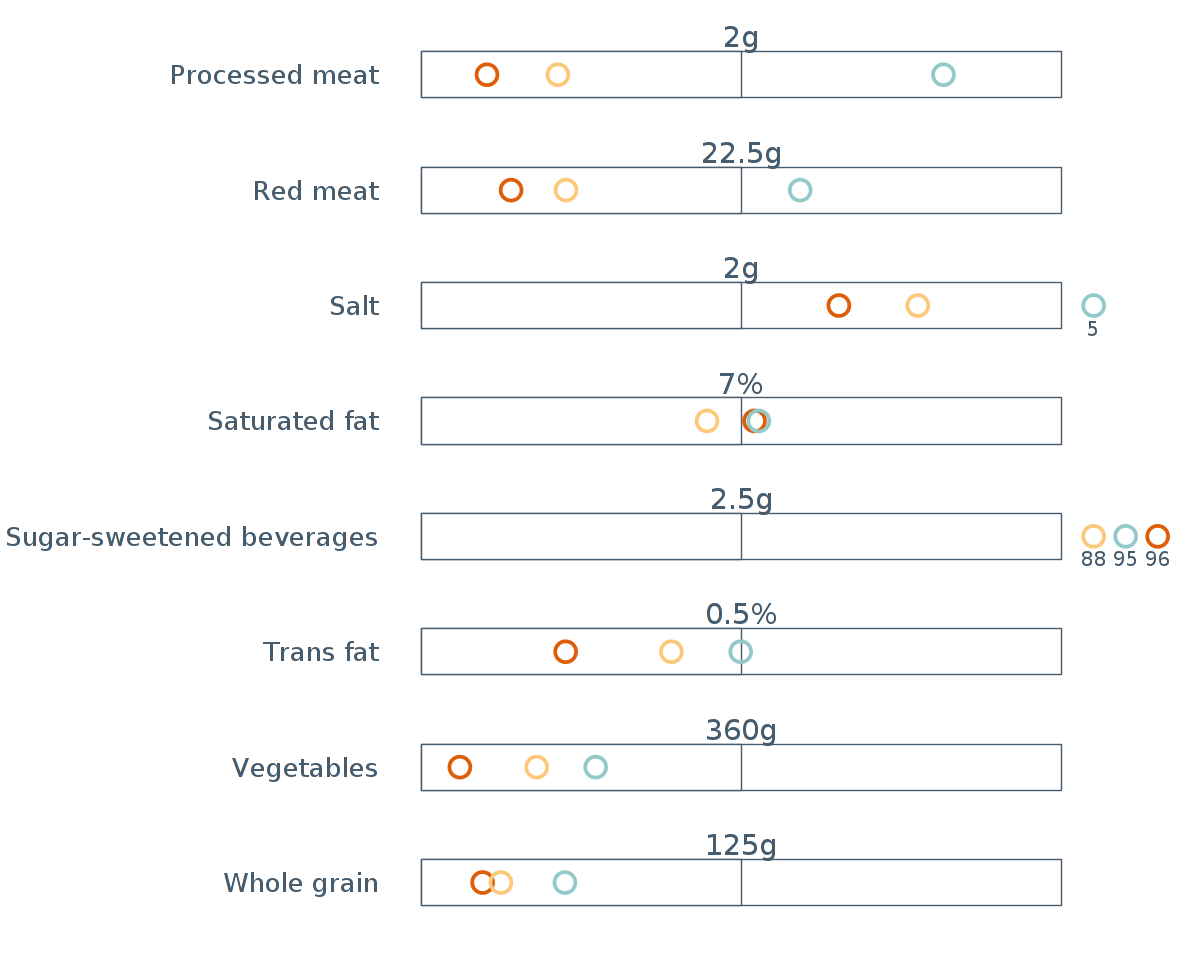 2g
Processed meat
22.5g
Red meat
2g
Salt
5
7%
Saturated fat
2.5g
Sugar-sweetened beverages
88 95 96
0.5%
Trans fat
360g
Vegetables
125g
Whole grain